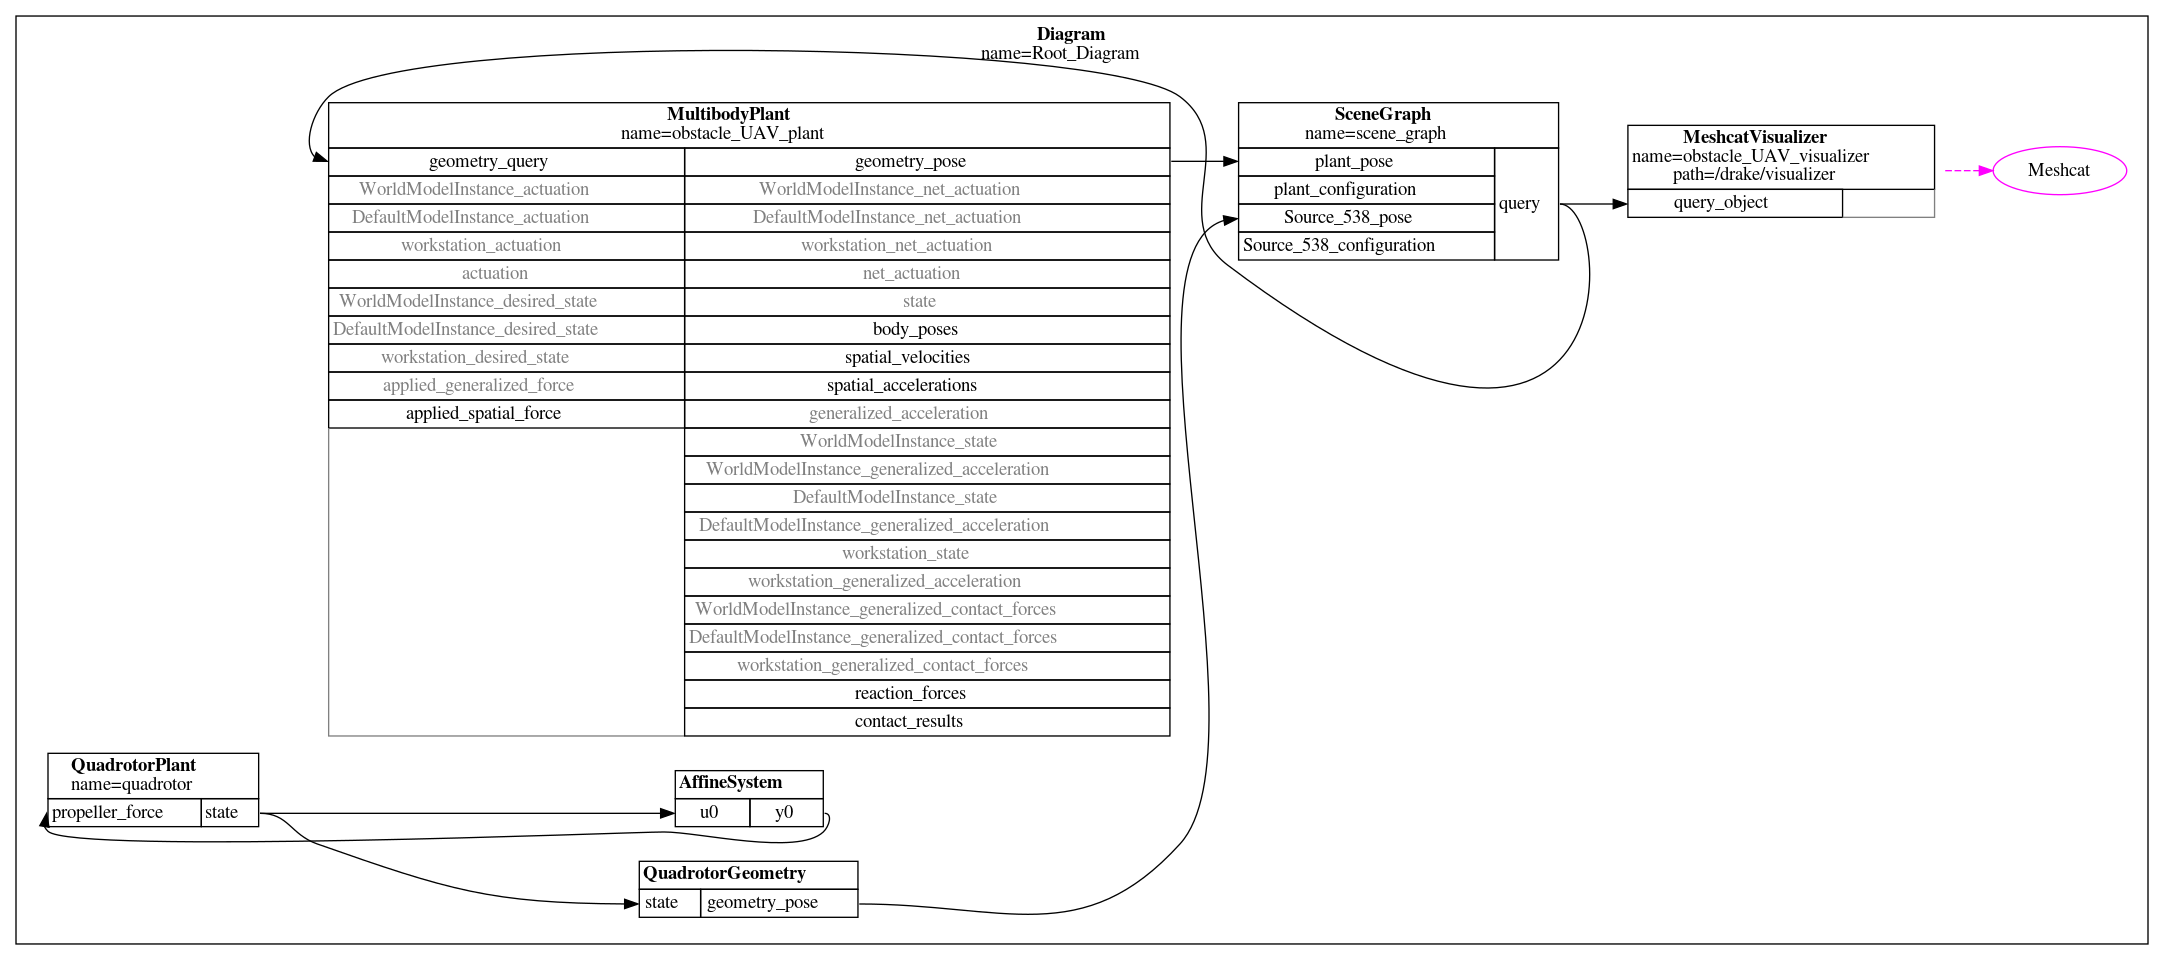 Diagram
name=Root_Diagram
MultibodyPlant
name=obstacle_UAV_plant
geometry_query
WorldModelInstance_actuation
DefaultModelInstance_actuation
workstation_actuation
actuation
WorldModelInstance_desired_state
DefaultModelInstance_desired_state
workstation_desired_state
applied_generalized_force
applied_spatial_force
geometry_pose
WorldModelInstance_net_actuation
DefaultModelInstance_net_actuation
workstation_net_actuation
net_actuation
state
body_poses
spatial_velocities
spatial_accelerations
generalized_acceleration
WorldModelInstance_state
WorldModelInstance_generalized_acceleration
DefaultModelInstance_state
DefaultModelInstance_generalized_acceleration
workstation_state
workstation_generalized_acceleration
WorldModelInstance_generalized_contact_forces
DefaultModelInstance_generalized_contact_forces
workstation_generalized_contact_forces
reaction_forces
contact_results
SceneGraph
name=scene_graph
plant_pose
plant_configuration
Source_538_pose
Source_538_configuration
query
MeshcatVisualizer
name=obstacle_UAV_visualizer
path=/drake/visualizer
query_object
Meshcat
QuadrotorPlant
name=quadrotor
propeller_force
state
AffineSystem
u0
y0
QuadrotorGeometry
state
geometry_pose